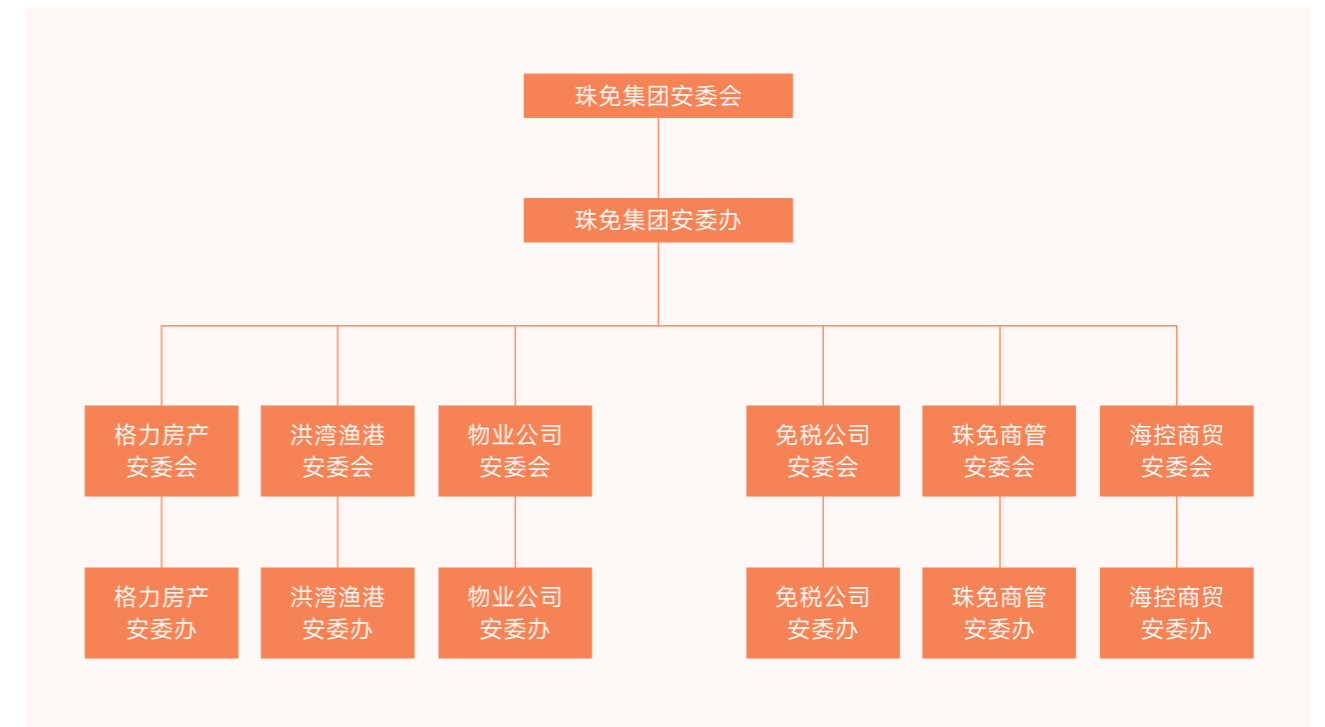 珠免集团安委会
珠免集团安委办
格力房产
安委会
洪湾渔港
安委会
物业公司
安委会
免税公司
安委会
珠免商管
安委会
海控商贸
安委会
格力房产
安委办
洪湾渔港
安委办
物业公司
安委办
免税公司
安委办
珠免商管
安委办
海控商贸
安委办